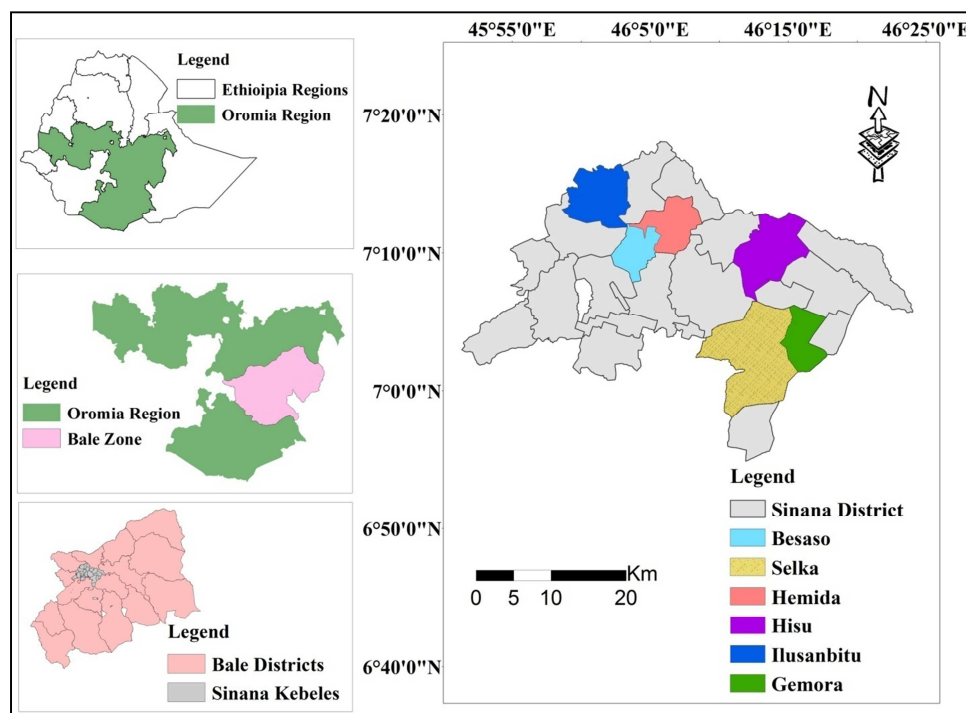 Legend
Ethioipia Regions
Oromia Region
Legend
Oromia Region
Bale Zone
Legend
Bale Districts
Sinana Kebeles
45°55'0"E 46°5'0"E 46°15'0"E 46°25'0"E
7°20'0"N
7°10'0"N
7°0'0"N
6°50'0"N
6°40'0"N
N
Km
0 5 10 20
Legend
Sinana District
Besaso
Selka
Hemida
Hisu
Ilusanbitu
Gemora